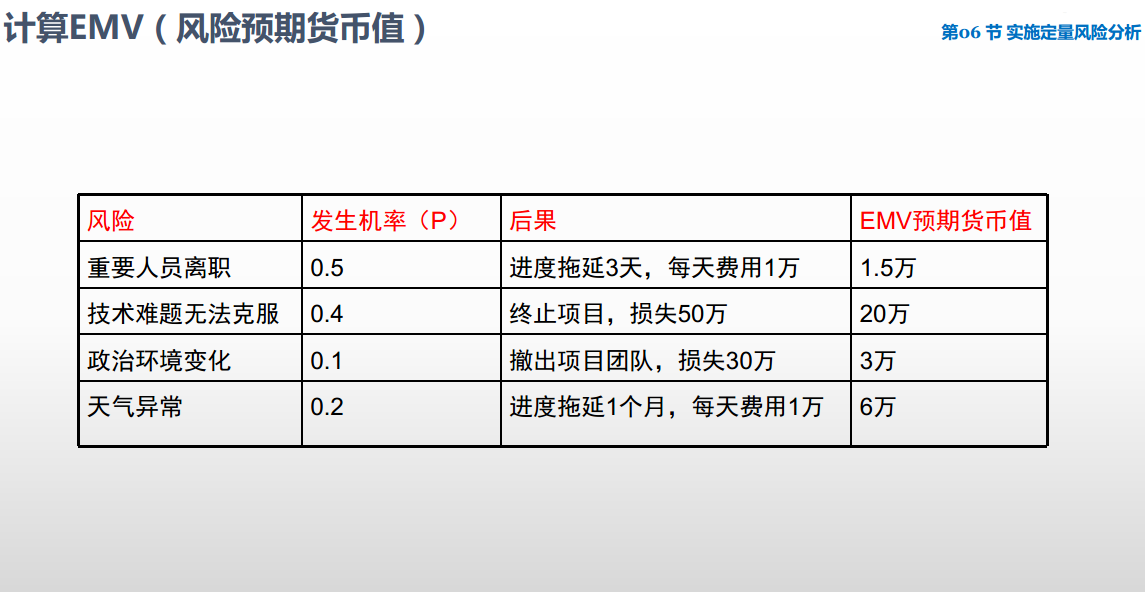 计算EMV（风险预期货币值）
第06 节 实施定量风险分析
风险 发生机率（P） 后果 EMV预期货币值
重要人员离职 0.5 进度拖延3天，每天费用1万 1.5万
技术难题无法克服 0.4 终止项目，损失50万 20万
政治环境变化 0.1 撤出项目团队，损失30万 3万
天气异常 0.2 进度拖延1个月，每天费用1万 6万